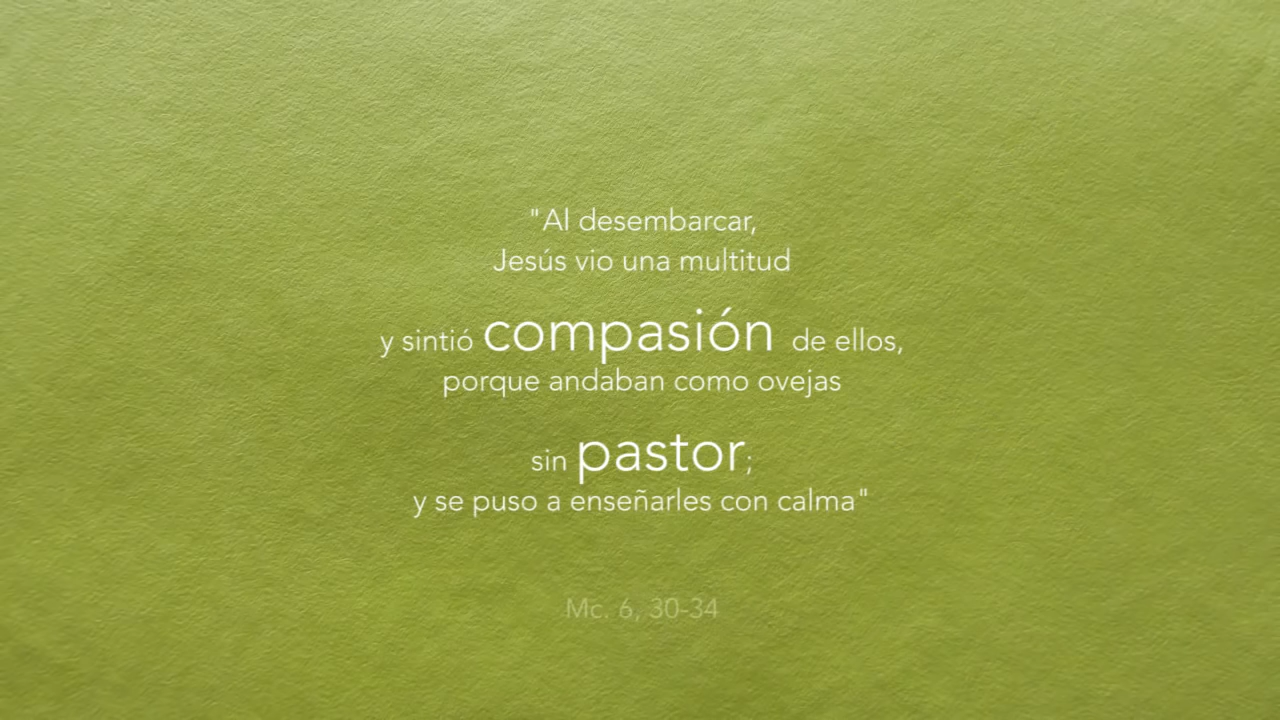 "Al desembarcar,
Jesús vio una multitud
y sintió compasión de ellos,
porque andaban como ovejas
sin pastor;
y se puso a enseñarles con calma"
Mc. 6, 30-34